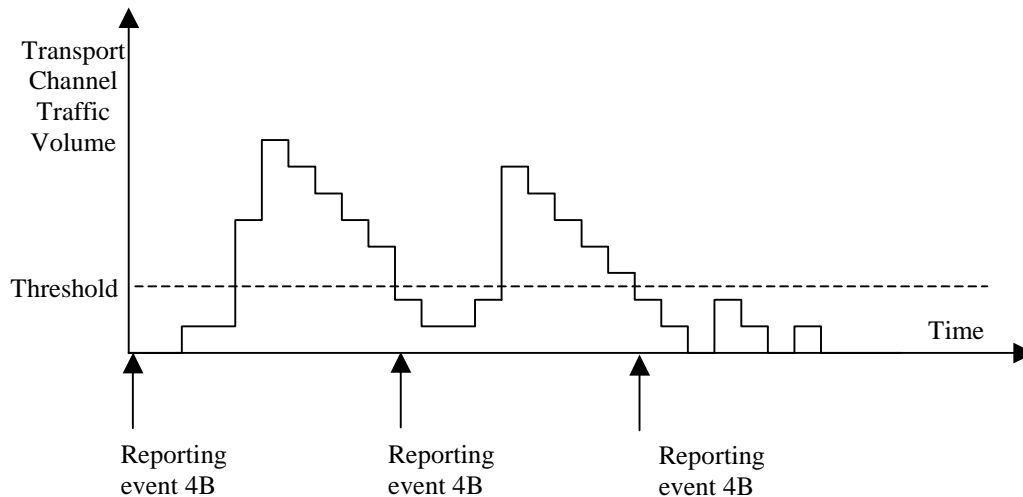 Transport
Channel
Traffic
Volume
Threshold
Time
Reporting
event 4B
Reporting
event 4B
Reporting
event 4B